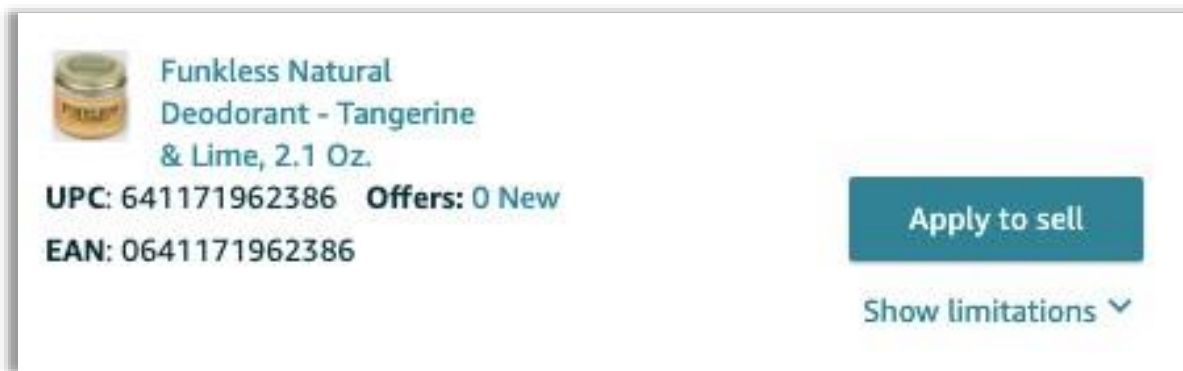 Funkless Natural
Deodorant - Tangerine
& Lime, 2.1 Oz.
UPC: 641171962386 Offers: 0 New
EAN: 0641171962386
Apply to sell
Show limitations